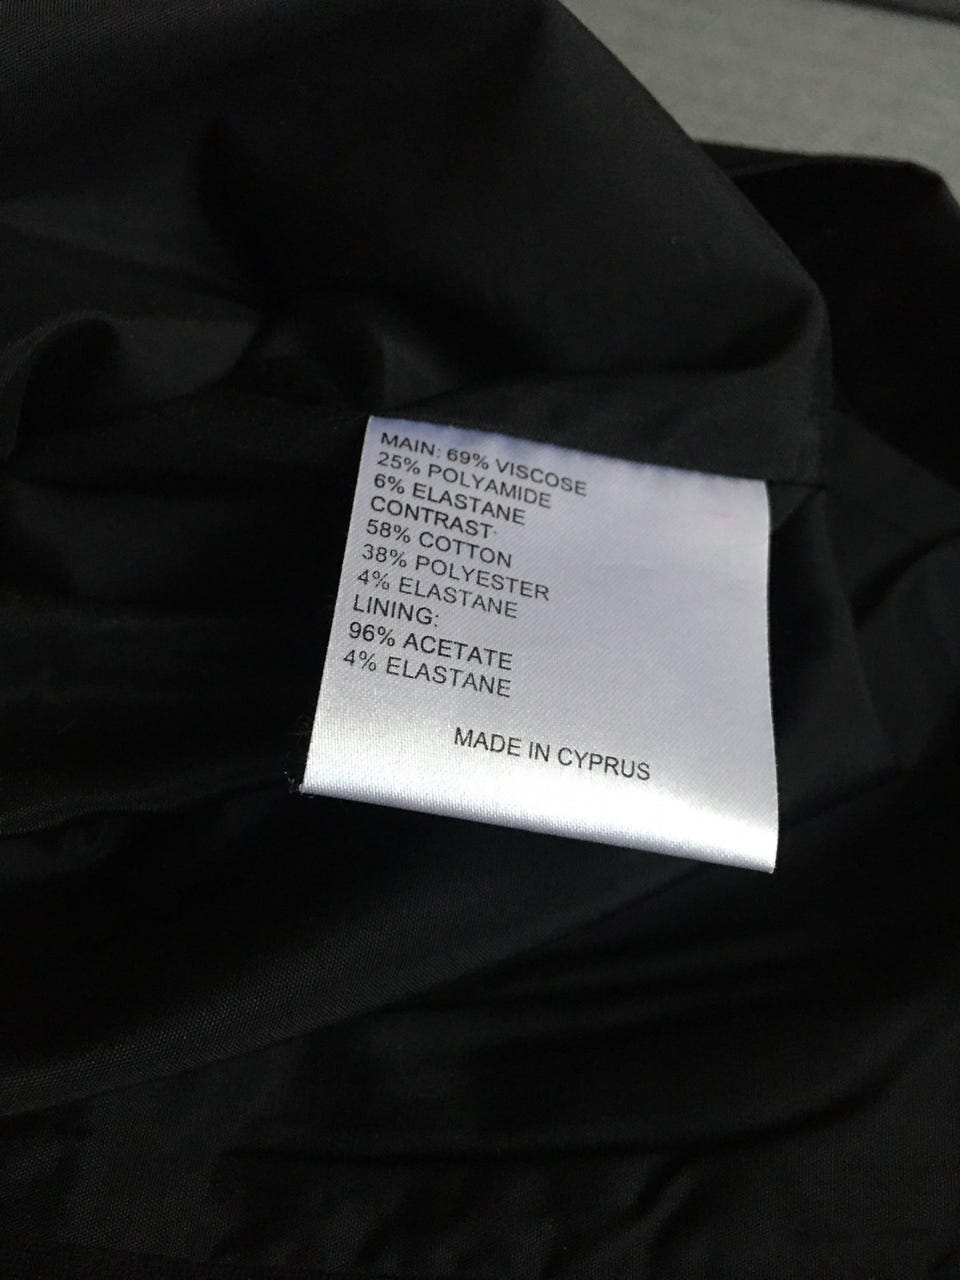 MAIN: 69% VISCOSE
25% POLYAMIDE
6% ELASTANE
CONTRAST:
58% COTTON
38% POLYESTER
4% ELASTANE
LINING:
96% ACETATE
4% ELASTANE
MADE IN CYPRUS